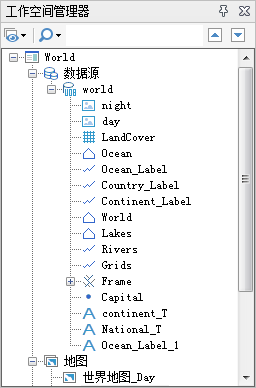 工作空间管理器
World
数据源
world
night
day
LandCover
Ocean
Ocean_Label
Country_Label
Continent_Label
World
Lakes
Rivers
Grids
Frame
Capital
continent_T
National_T
Ocean_Label_1
地图
世界地图_Day